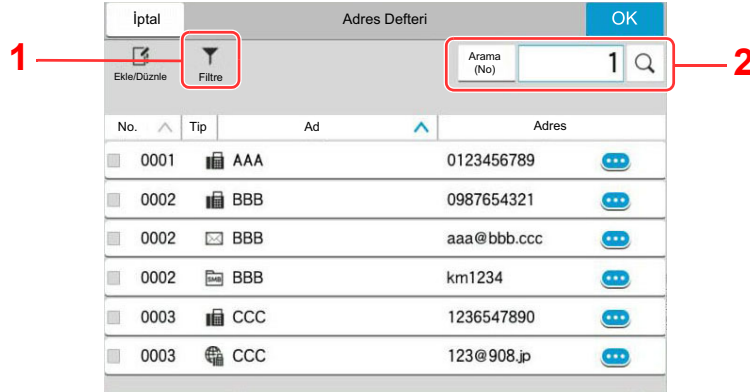 İptal Adres Defteri OK
1 Ekle/Düznle Filtre Arama (No) 1 2
No. Tip Ad Adres
0001 AAA 0123456789
0002 BBB 0987654321
0002 BBB aaa@bbb.ccc
0002 SMB BBB km1234
0003 CCC 1236547890
0003 CCC 123@908.jp